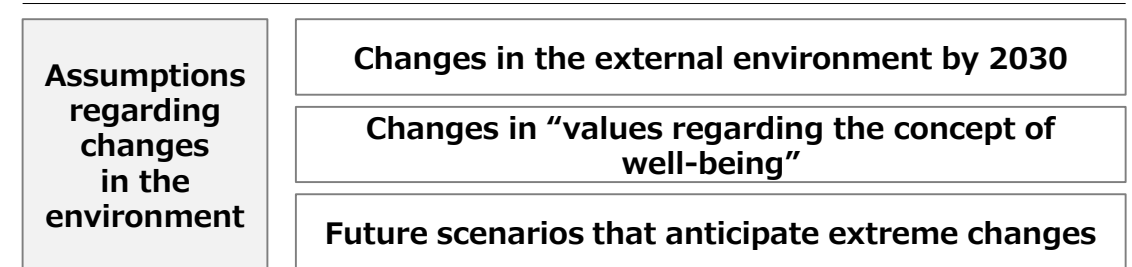 Assumptions
regarding
changes
in the
environment
Changes in the external environment by 2030
Changes in “values regarding the concept of
well-being”
Future scenarios that anticipate extreme changes